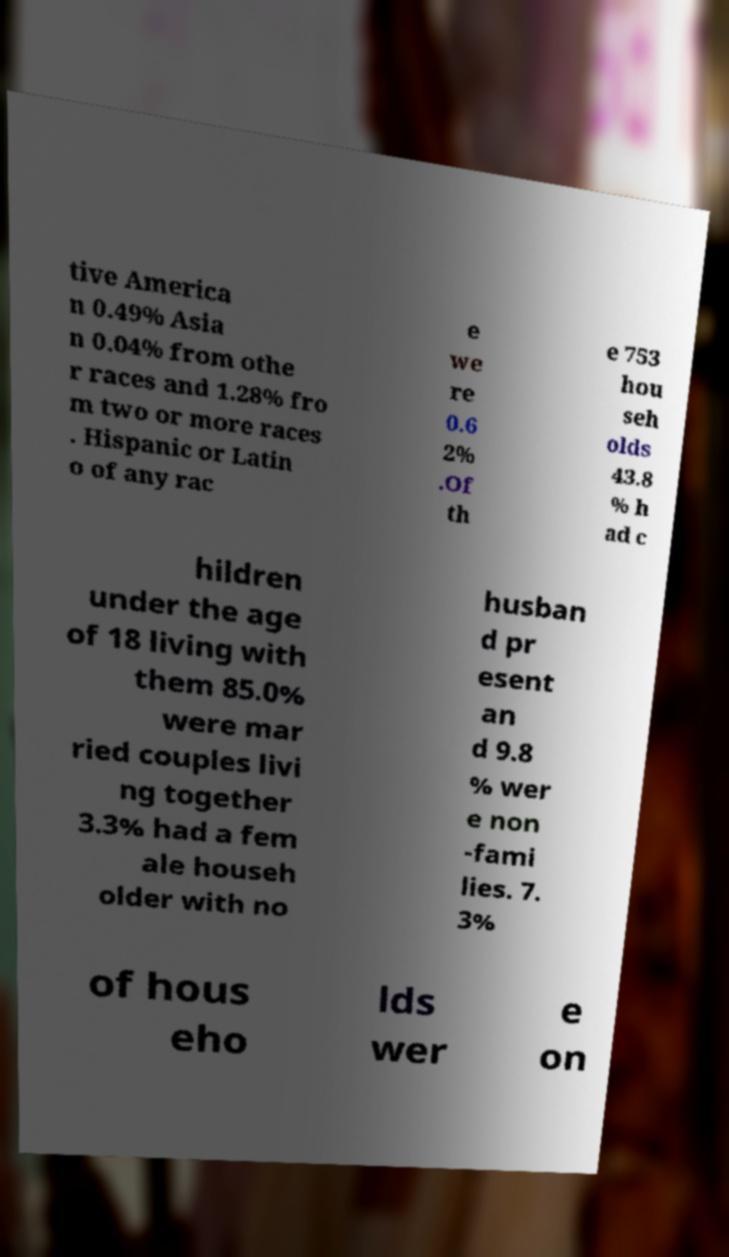 tive America
n 0.49% Asia
n 0.04% from othe
r races and 1.28% fro
m two or more races
. Hispanic or Latin
o of any rac
e
we
re
0.6
2%
.Of
th
e 753
hou
seh
olds
43.8
% h
ad c
hildren
under the age
of 18 living with
them 85.0%
were mar
ried couples livi
ng together
3.3% had a fem
ale househ
older with no
husban
d pr
esent
an
d 9.8
% wer
e non
-fami
lies. 7.
3%
of hous
eho
lds
wer
e
on